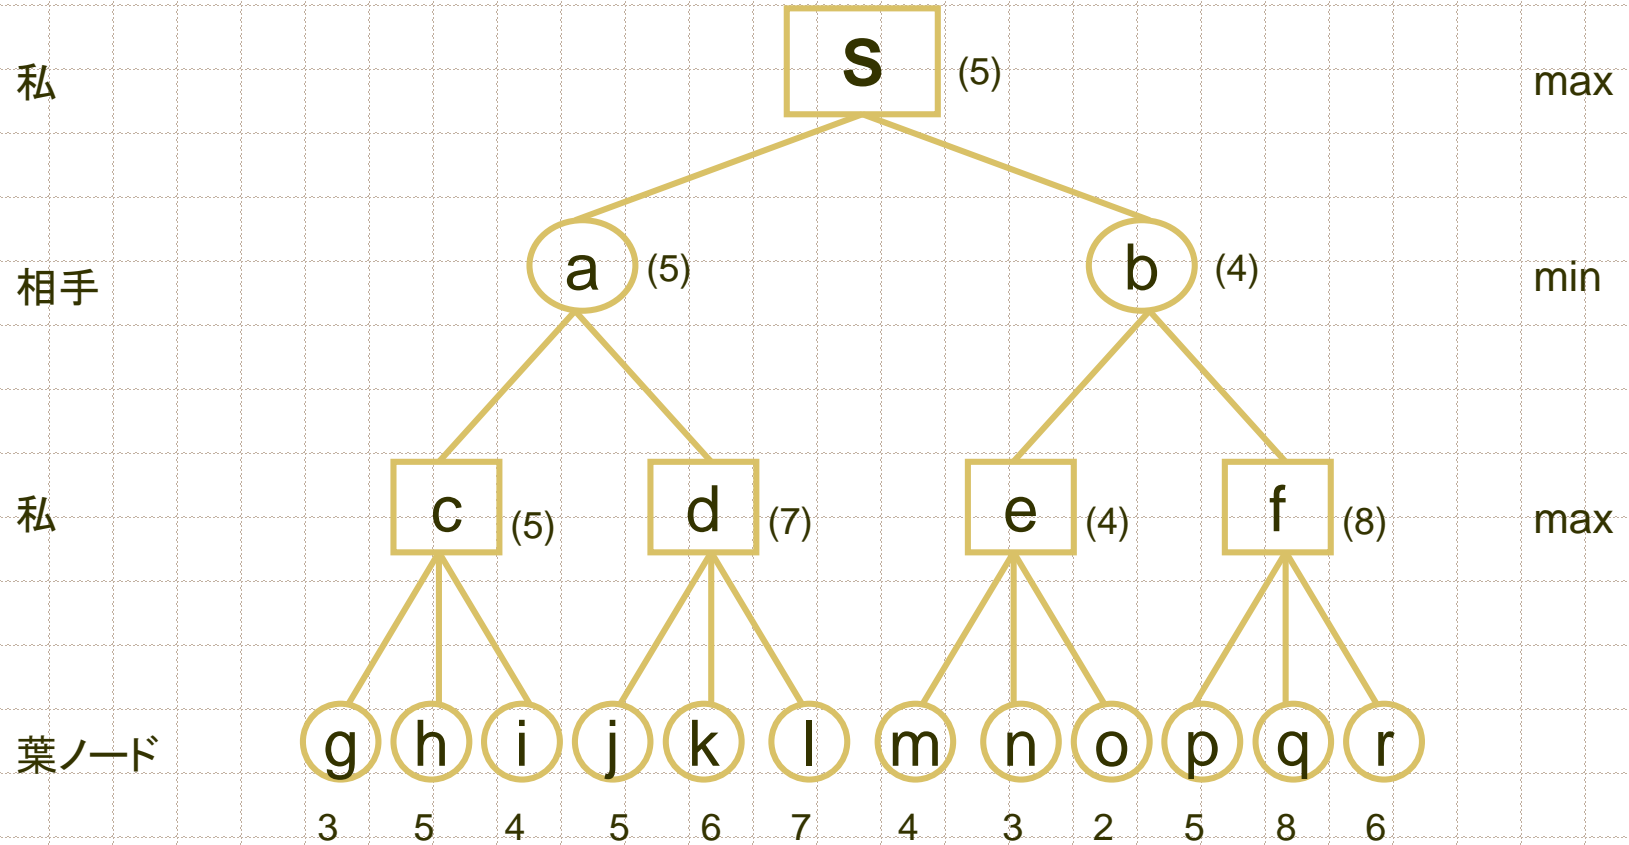 私 S (5) max
相手 a (5) b (4) min
私 c (5) d (7) e (4) f (8) max
葉ノード g h i j k l m n o p q r
3 5 4 5 6 7 4 3 2 5 8 6